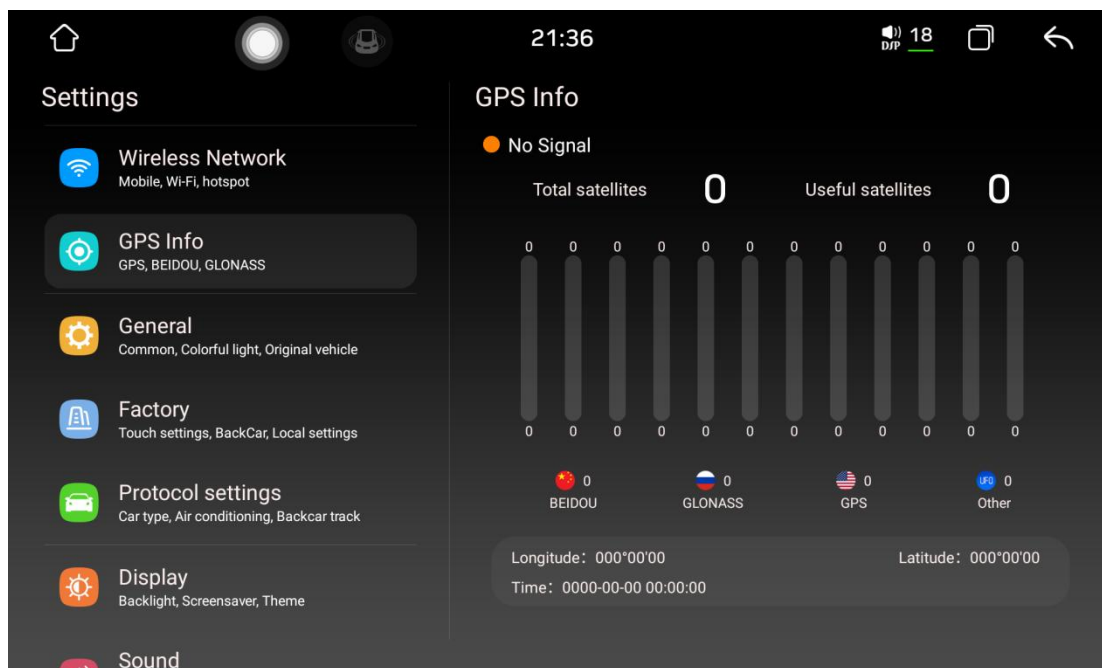 21:36
DSP 18
Settings
Wireless Network
Mobile, Wi-Fi, hotspot
GPS Info
GPS, BEIDOU, GLONASS
General
Common, Colorful light, Original vehicle
Factory
Touch settings, BackCar, Local settings
Protocol settings
Car type, Air conditioning, Backcar track
Display
Backlight, Screensaver, Theme
Sound
GPS Info
No Signal
Total satellites 0 Useful satellites 0
0 0 0 0 0 0 0 0 0 0 0 0
0 0 0 0 0 0 0 0 0 0 0 0
0 0 0 UFO 0
BEIDOU GLONASS GPS Other
Longitude： 000°00'00 Latitude： 000°00'00
Time： 0000-00-00 00:00:00